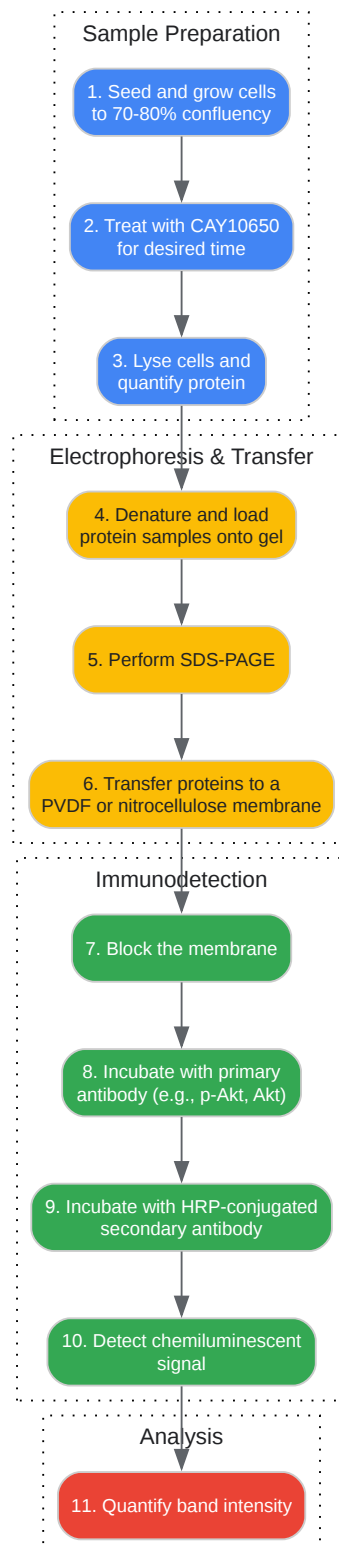 Sample Preparation
1. Seed and grow cells
to 70-80% confluency
2. Treat with CAY10650
for desired time
3. Lyse cells and
quantify protein
Electrophoresis & Transfer
4. Denature and load
protein samples onto gel
5. Perform SDS-PAGE
6. Transfer proteins to a
PVDF or nitrocellulose membrane
Immunodetection
7. Block the membrane
8. Incubate with primary
antibody (e.g., p-Akt, Akt)
9. Incubate with HRP-conjugated
secondary antibody
10. Detect chemiluminescent
signal
Analysis
11. Quantify band intensity